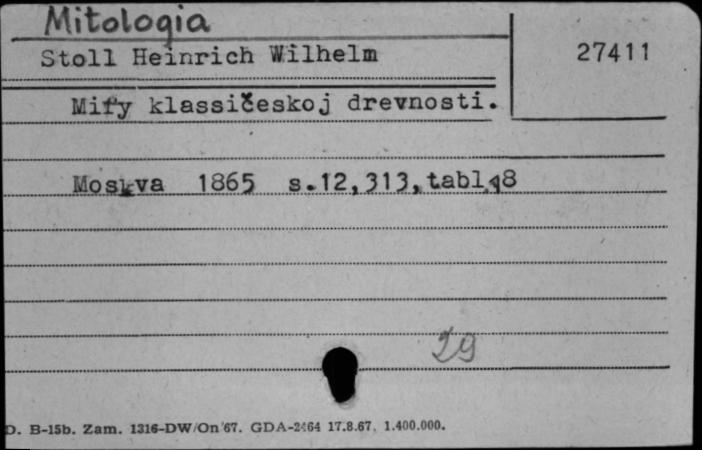 Mitologia
Stoll Heinrich Wilhelm
27411
Mify klassičeskoj drevnosti.
Moskva 1865 s.12,313,tabl.18
29
D. B-15b. Zam. 1316-DW/On 67. GDA-2464 17.8.67. 1.400.000.